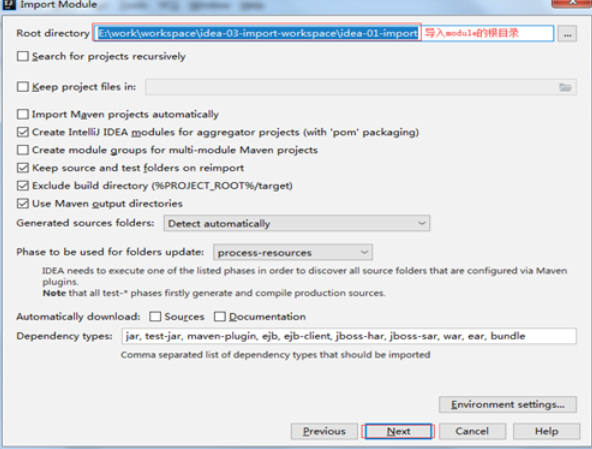 Import Module
Root directory E:\work\workspace\idea-03-import-workspace\idea-01-import 导入module的根目录 ...
Search for projects recursively
Keep project files in:
Import Maven projects automatically
Create IntelliJ IDEA modules for aggregator projects (with 'pom' packaging)
Create module groups for multi-module Maven projects
Keep source and test folders on reimport
Exclude build directory (%PROJECT_ROOT%/target)
Use Maven output directories
Generated sources folders: Detect automatically
Phase to be used for folders update: process-resources
IDEA needs to execute one of the listed phases in order to discover all source folders that are configured via Maven
plugins.
Note that all test-* phases firstly generate and compile production sources.
Automatically download: Sources Documentation
Dependency types: jar, test-jar, maven-plugin, ejb, ejb-client, jboss-har, jboss-sar, war, ear, bundle
Comma separated list of dependency types that should be imported
Environment settings...
Previous Next Cancel Help